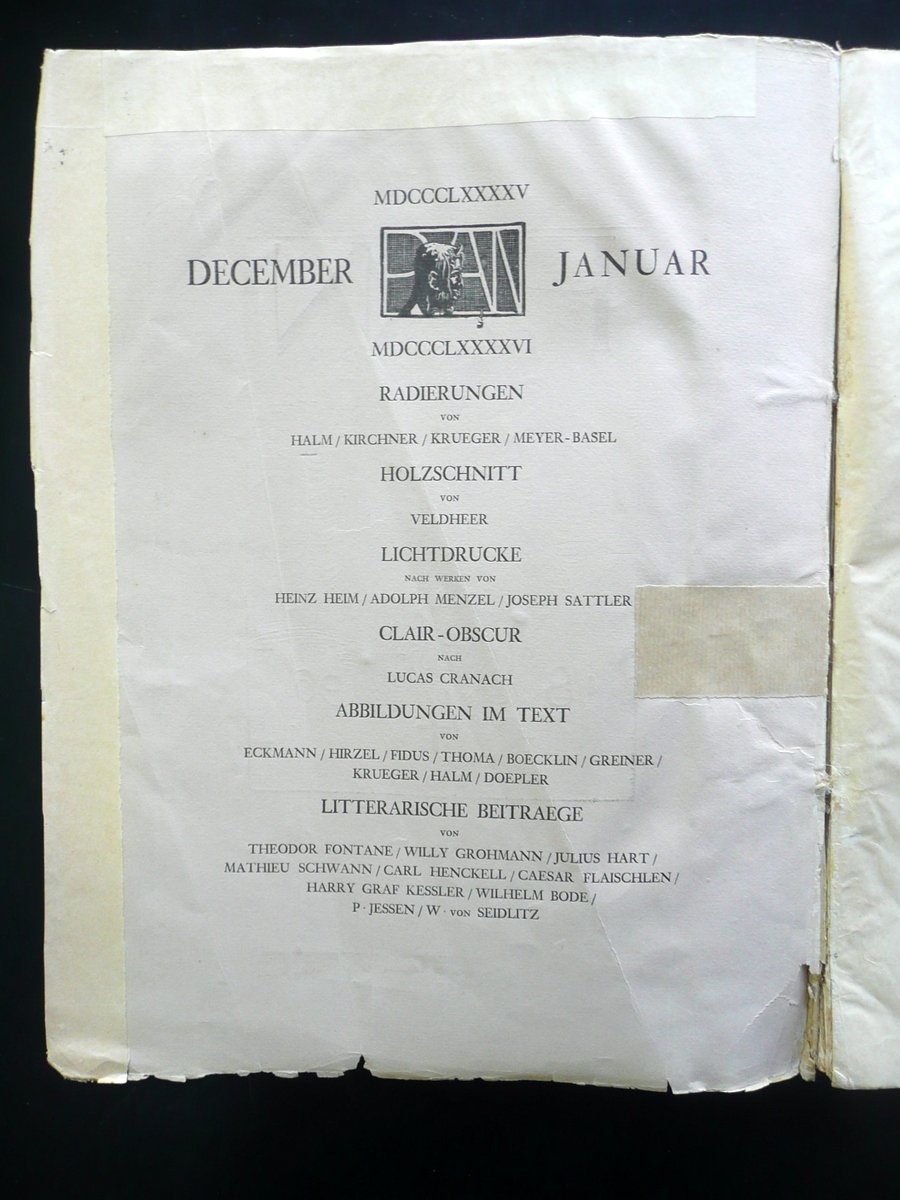 MDCCCLXXXXV
DECEMBER PAN JANUAR
MDCCCLXXXXVI
RADIERUNGEN
VON
HALM / KIRCHNER / KRUEGER / MEYER-BASEL
HOLZSCHNITT
VON
VELDHEER
LICHTDRUCKE
NACH WERKEN VON
HEINZ HEIM / ADOLPH MENZEL / JOSEPH SATTLER
CLAIR-OBSCUR
NACH
LUCAS CRANACH
ABBILDUNGEN IM TEXT
VON
ECKMANN / HIRZEL / FIDUS / THOMA / BOECKLIN / GREINER /
KRUEGER / HALM / DOEPLER
LITTERARISCHE BEITRAEGE
VON
THEODOR FONTANE / WILLY GROHMANN / JULIUS HART /
MATHIEU SCHWANN / CARL HENCKELL / CAESAR FLAISCHLEN /
HARRY GRAF KESSLER / WILHELM BODE /
P · JESSEN / W · VON SEIDLITZ